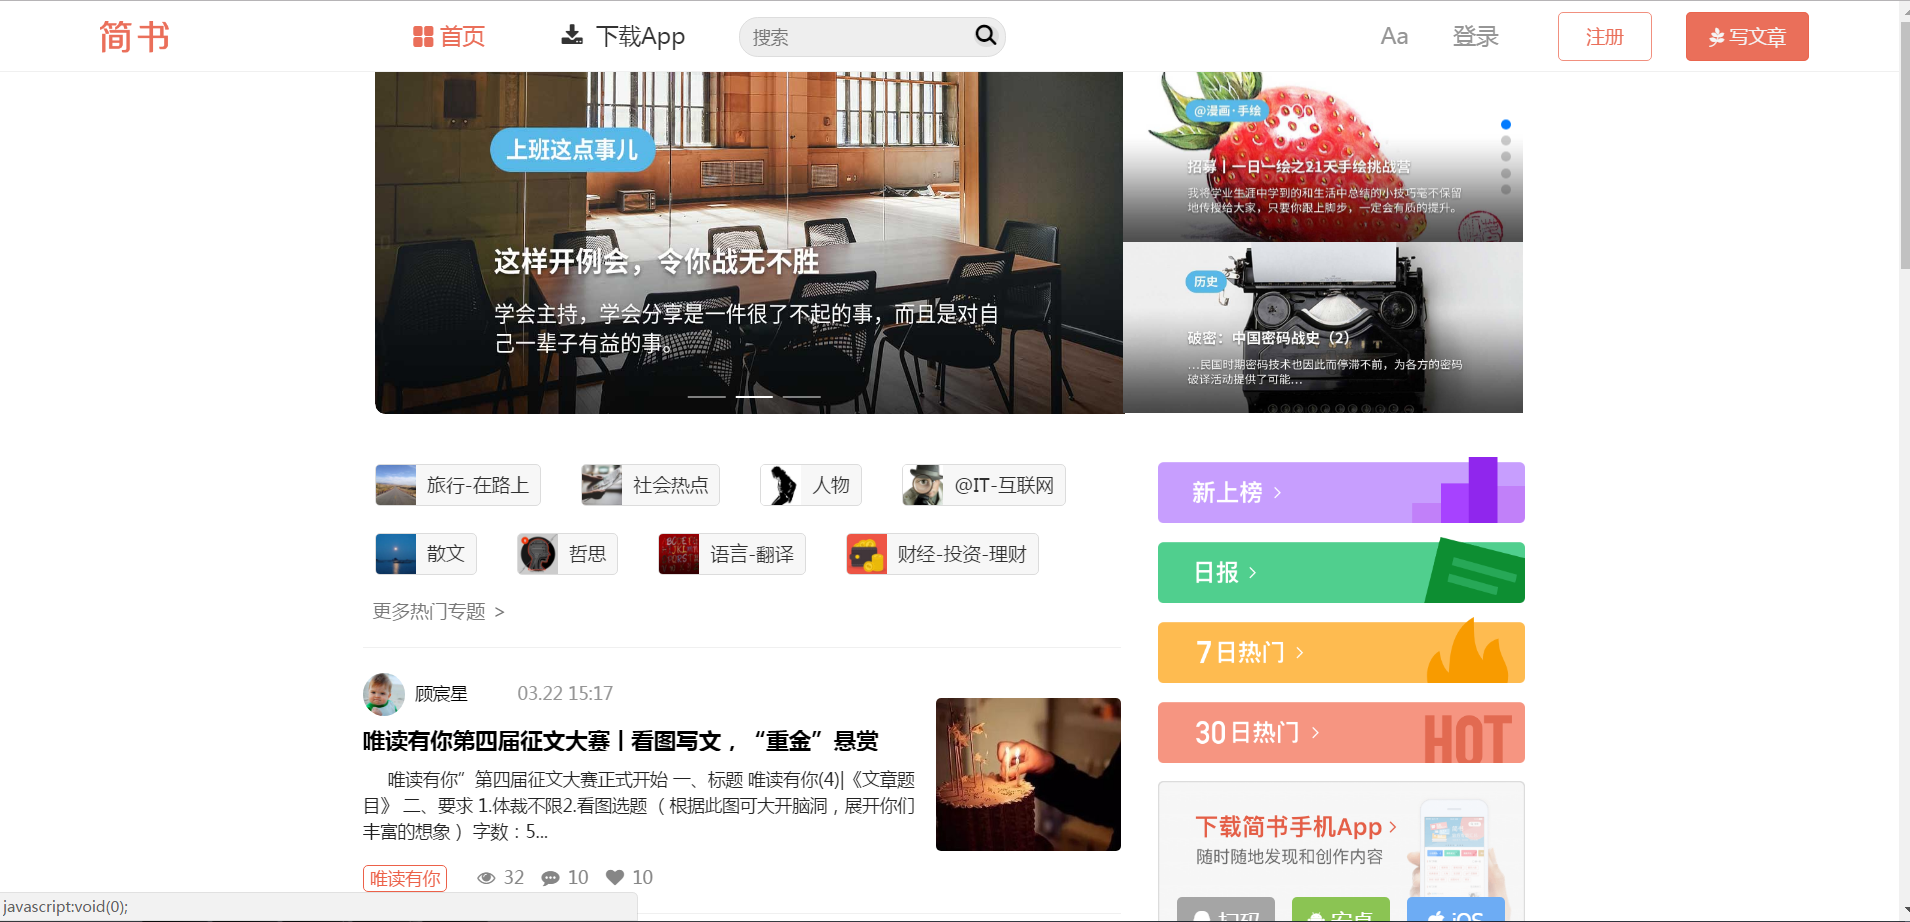 简书
首页
下载App
搜索
Aa
登录
注册
写文章
上班这点事儿
这样开例会，令你战无不胜
学会主持，学会分享是一件很了不起的事，而且是对自
己一辈子有益的事。
@漫画·手绘
招募丨一日一绘之21天手绘挑战营
我将学业生涯中学到的和生活中总结的小技巧毫不保留
地传授给大家，只要你跟上脚步，一定会有质的提升。
历史
破密：中国密码战史（2）
...民国时期密码技术也因此而停滞不前，为各方的密码
破译活动提供了可能...
旅行-在路上
社会热点
人物
@IT-互联网
散文
哲思
语言-翻译
财经-投资-理财
更多热门专题 >
新上榜 >
日报 >
7日热门 >
30日热门 >
HOT
顾宸星 03.22 15:17
唯读有你第四届征文大赛丨看图写文，“重金”悬赏
唯读有你”第四届征文大赛正式开始 一、标题 唯读有你(4)|《文章题
目》 二、要求 1.体裁不限2.看图选题（根据此图可大开脑洞，展开你们
丰富的想象）字数：5...
唯读有你 32 10 10
下载简书手机App >
随时随地发现和创作内容
扫码
安卓
iOS
javascript:void(0);